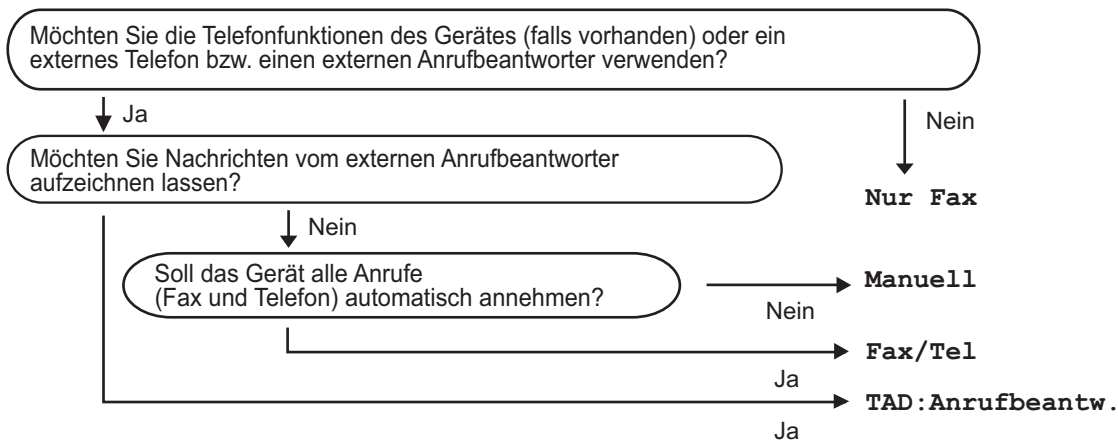 Möchten Sie die Telefonfunktionen des Gerätes (falls vorhanden) oder ein
externes Telefon bzw. einen externen Anrufbeantworter verwenden?
Ja
Nein
Möchten Sie Nachrichten vom externen Anrufbeantworter
aufzeichnen lassen?
Nur Fax
Nein
Soll das Gerät alle Anrufe
(Fax und Telefon) automatisch annehmen?
Manuell
Nein
Fax/Tel
Ja
TAD:Anrufbeantw.
Ja